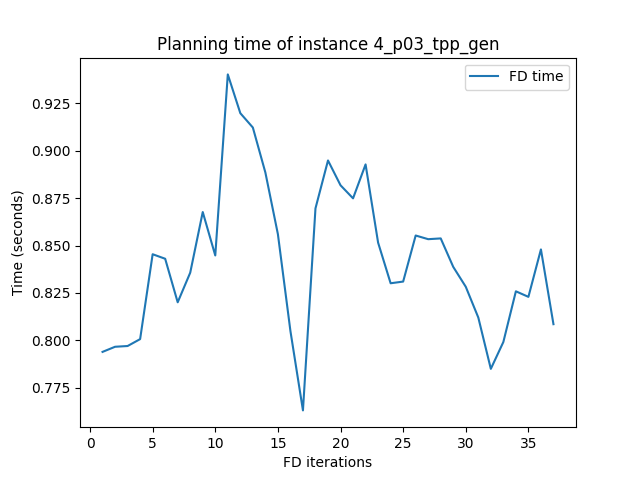 Planning time of instance 4_p03_tpp_gen
FD time
Time (seconds)
0.925
0.900
0.875
0.850
0.825
0.800
0.775
0 5 10 15 20 25 30 35
FD iterations